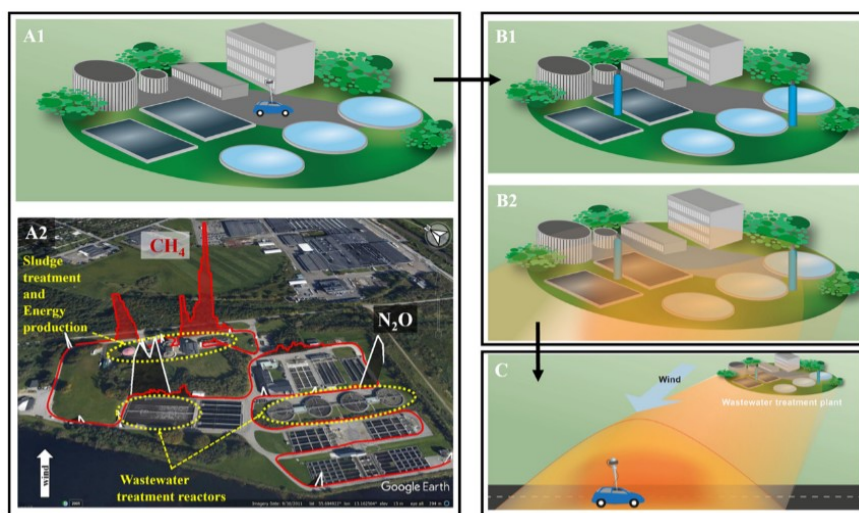 A1
A2
CH₄
Sludge
treatment
and
Energy
production
N₂O
Wastewater
treatment reactors
wind
Google Earth
B1
B2
C
Wind
Wastewater treatment plant